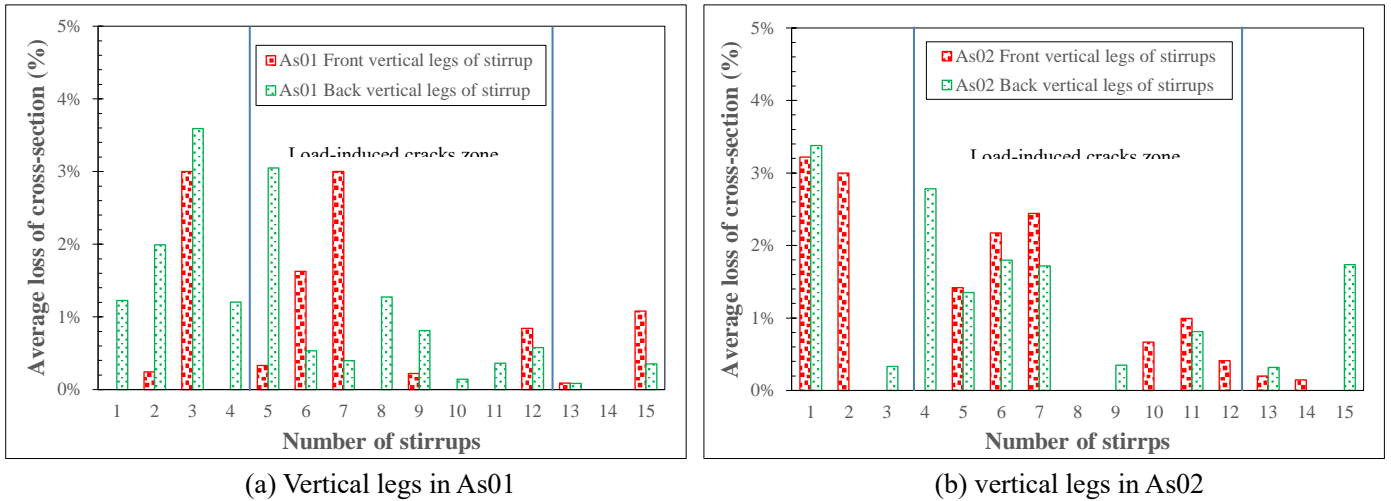 Average loss of cross-section (%)
5%
4%
3%
2%
1%
0%
As01 Front vertical legs of stirrup
As01 Back vertical legs of stirrup
Load-induced cracks zone
1 2 3 4 5 6 7 8 9 10 11 12 13 14 15
Number of stirrups
(a) Vertical legs in As01
Average loss of cross-section (%)
5%
4%
3%
2%
1%
0%
As02 Front vertical legs of stirrups
As02 Back vertical legs of stirrups
Load-induced cracks zone
1 2 3 4 5 6 7 8 9 10 11 12 13 14 15
Number of stirrps
(b) vertical legs in As02